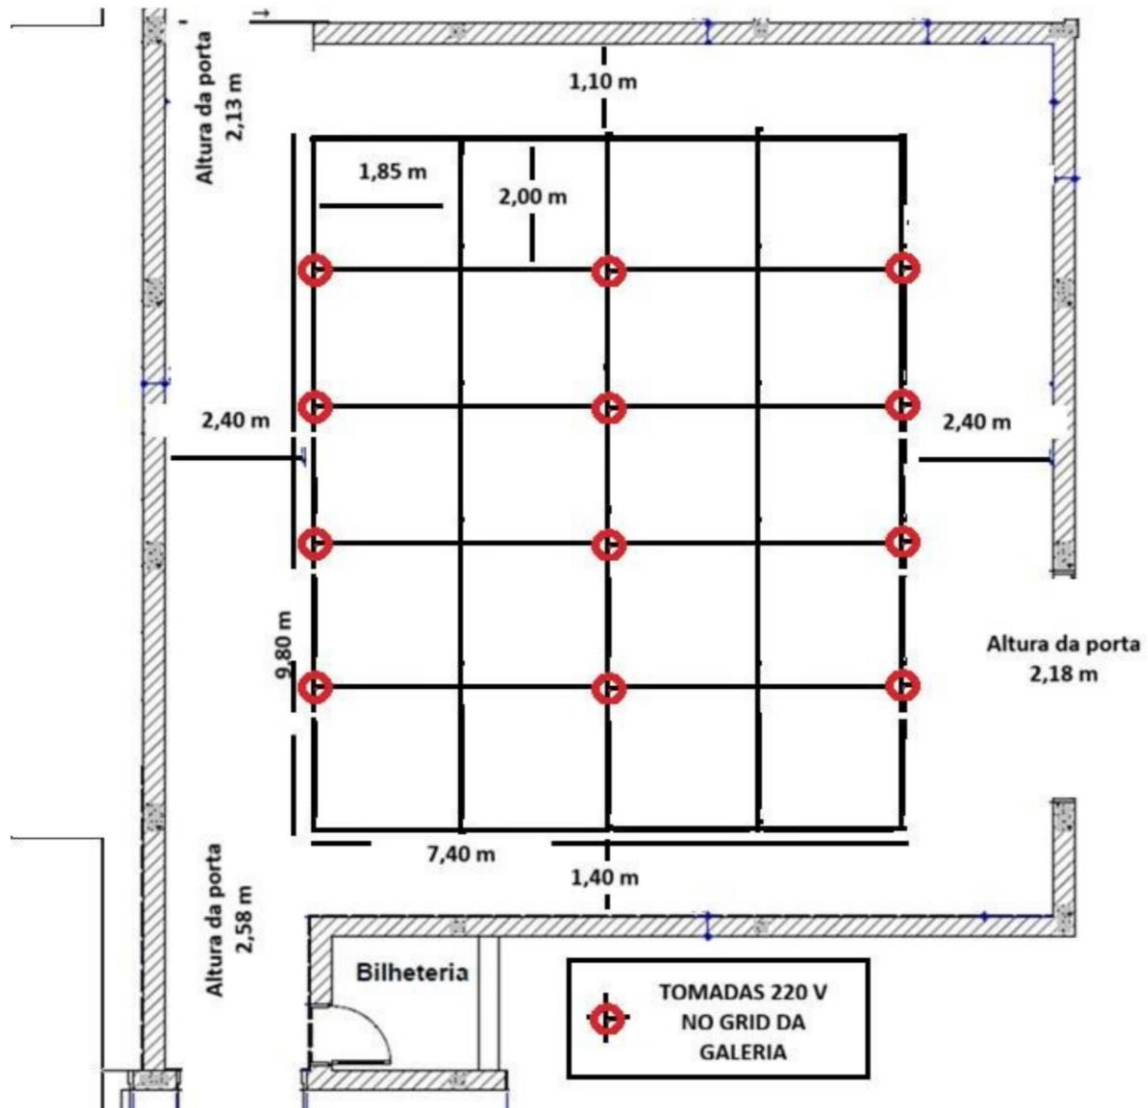 1,10 m
Altura da porta
2,13 m
1,85 m
2,00 m
2,40 m
2,40 m
9,80 m
Altura da porta
2,18 m
7,40 m
1,40 m
Altura da porta
2,58 m
Bilheteria
TOMADAS 220 V
NO GRID DA
GALERIA